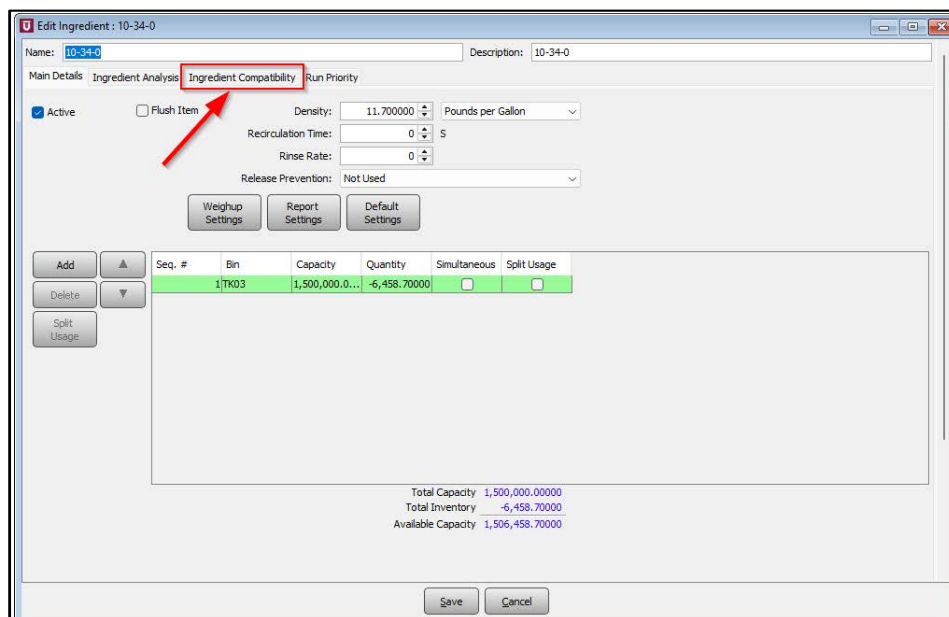 Edit Ingredient : 10-34-0
Name: 10-34-0 Description: 10-34-0
Main Details Ingredient Analysis Ingredient Compatibility Run Priority
Active Flush Item Density: 11.700000 Pounds per Gallon
Recirculation Time: 0 S
Rinse Rate: 0
Release Prevention: Not Used
Weighup Settings Report Settings Default Settings
Add Seq. # Bin Capacity Quantity Simultaneous Split Usage
Delete 1 TK03 1,500,000.0... -6,458.70000
Split Usage
Total Capacity 1,500,000.00000
Total Inventory -6,458.70000
Available Capacity 1,506,458.70000
Save Cancel